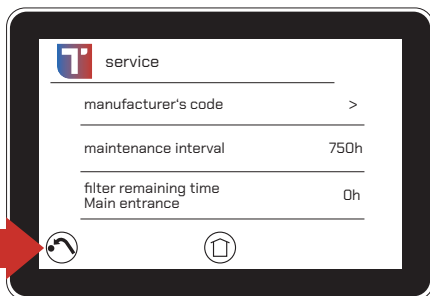 T
service
manufacturer's code >
maintenance interval 750h
filter remaining time
Main entrance 0h